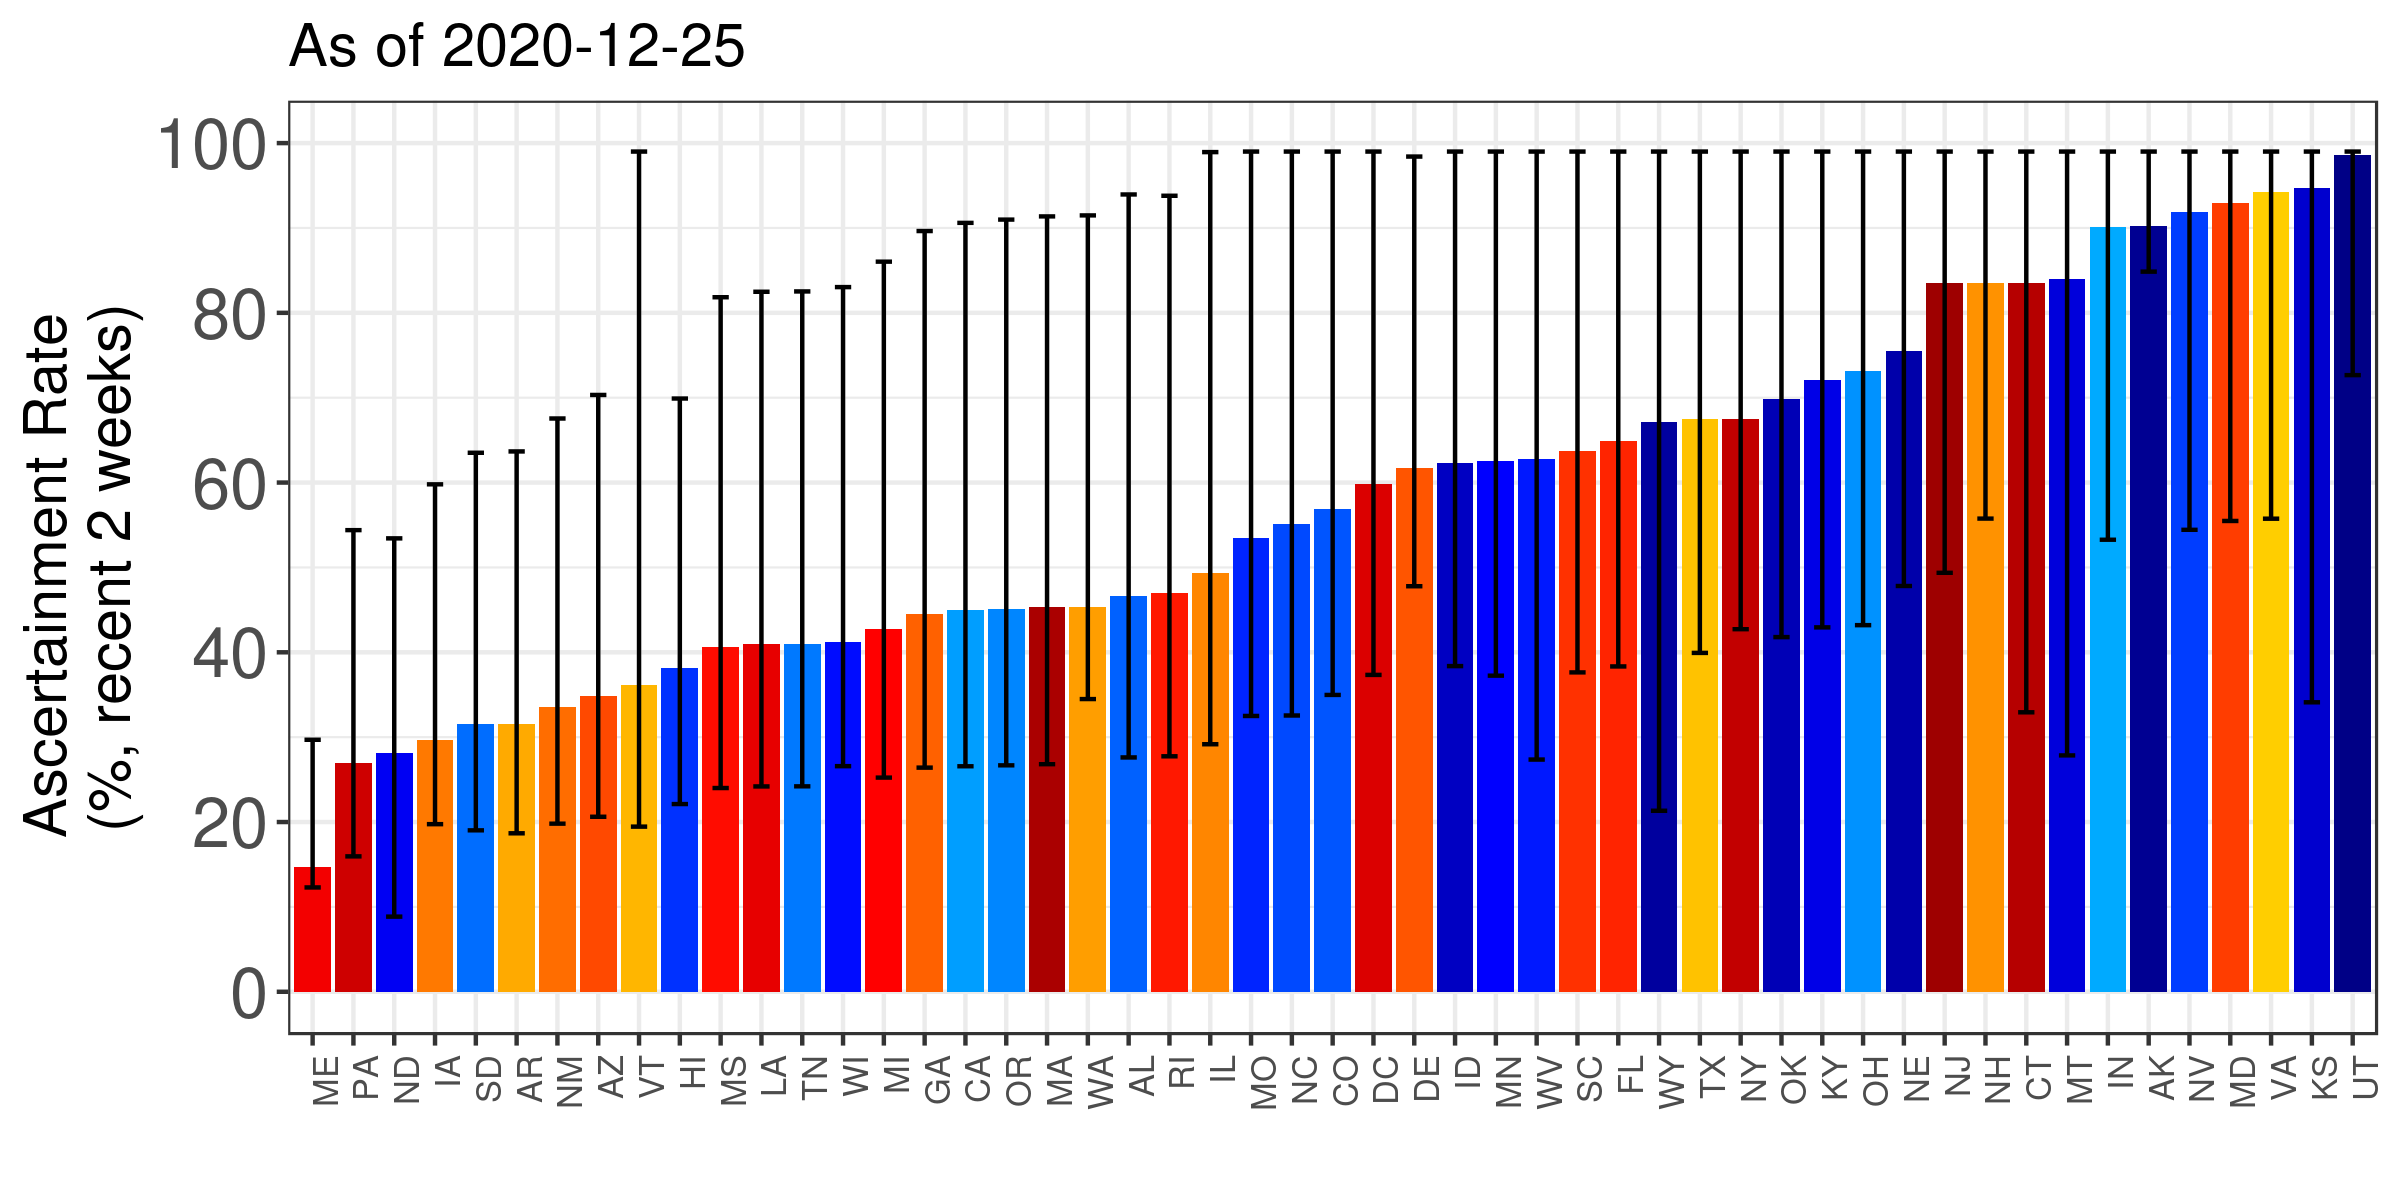 As of 2020-12-25
Ascertainment Rate
(%, recent 2 weeks)
100
80
60
40
20
0
ME PA ND IA SD AR NM AZ VT HI MS LA TN WI MI GA CA OR MA WA AL RI IL MO NC CO DC DE ID MN WV SC FL WY TX NY OK KY OH NE NJ NH CT MT IN AK NV MD VA KS UT